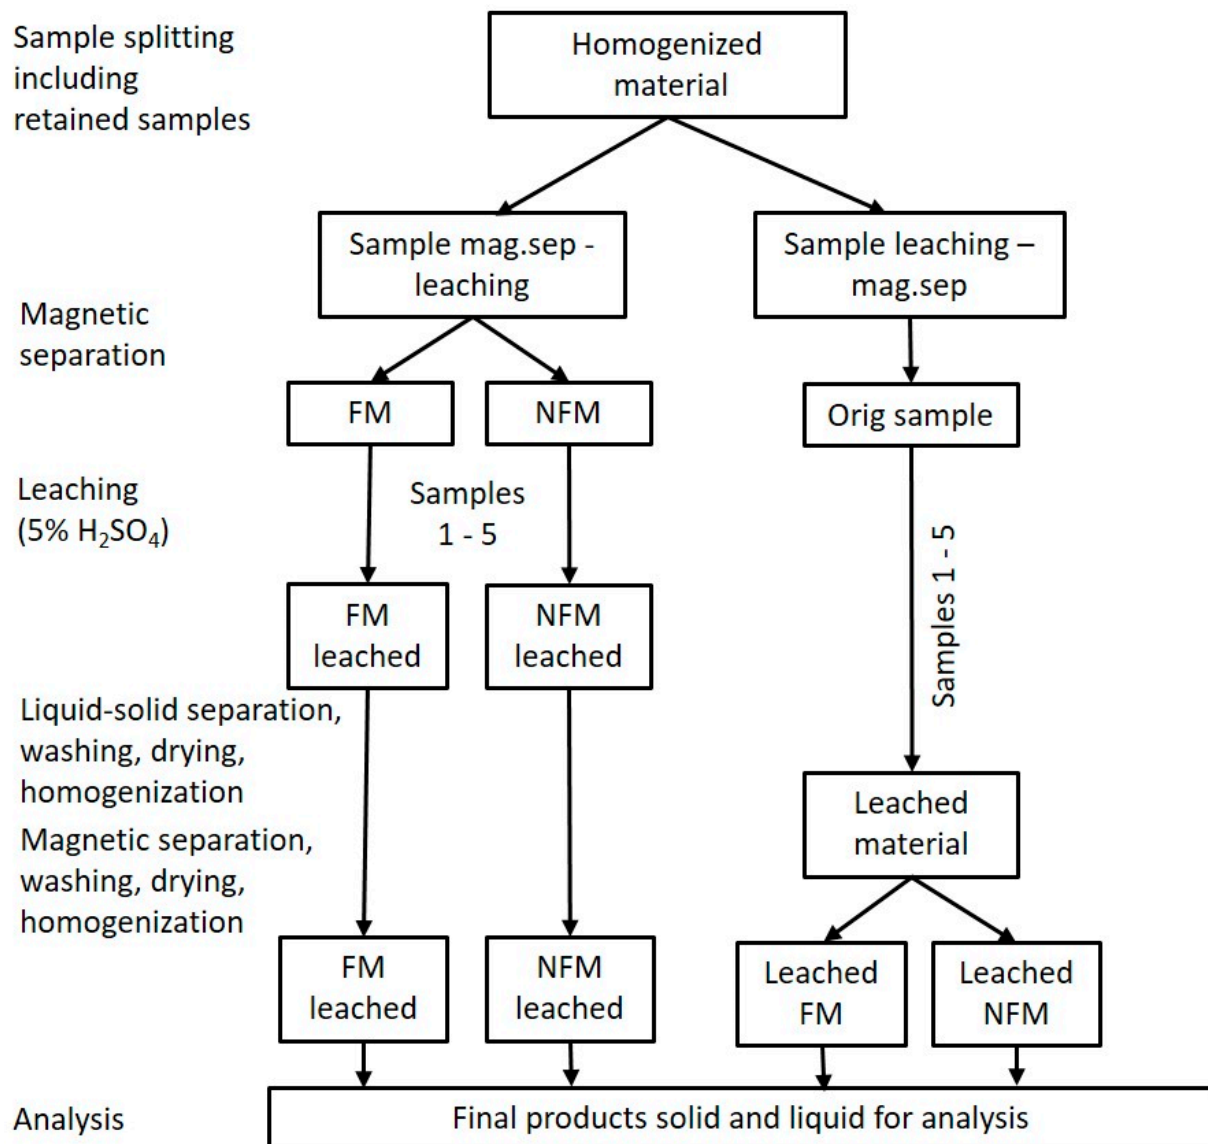 Sample splitting
including
retained samples
Homogenized
material
Sample mag.sep -
leaching
Sample leaching –
mag.sep
Magnetic
separation
FM
NFM
Orig sample
Leaching
(5% H₂SO₄)
Samples
1 - 5
Samples 1 - 5
FM
leached
NFM
leached
Liquid-solid separation,
washing, drying,
homogenization
Leached
material
Magnetic separation,
washing, drying,
homogenization
FM
leached
NFM
leached
Leached
FM
Leached
NFM
Analysis
Final products solid and liquid for analysis